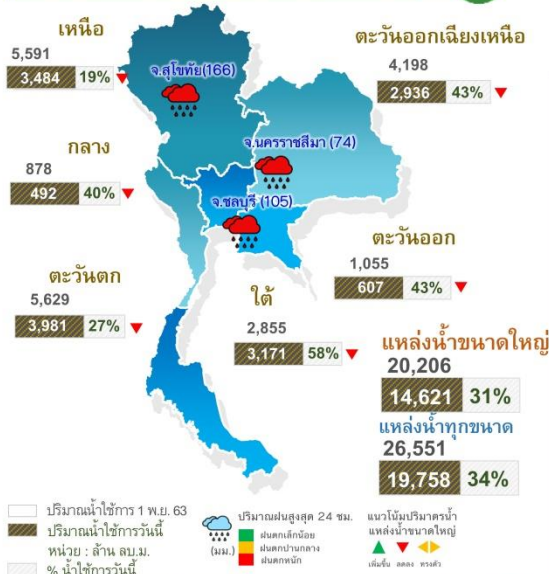 เหนือ
5,591
3,484 19%
จ.สุโขทัย(166)
ตะวันออกเฉียงเหนือ
4,198
2,936 43%
กลาง
878
492 40%
จ.นครราชสีมา (74)
จ.ชลบุรี (105)
ตะวันออก
1,055
607 43%
ตะวันตก
5,629
3,981 27%
ใต้
2,855
3,171 58%
แหล่งน้ำขนาดใหญ่
20,206
14,621 31%
แหล่งน้ำทุกขนาด
26,551
19,758 34%
ปริมาณน้ำใช้การ 1 พ.ย. 63
ปริมาณน้ำใช้การวันนี้
หน่วย : ล้าน ลบ.ม.
% น้ำใช้การวันนี้
ปริมาณฝนสูงสุด 24 ชม.
(มม.)
ฝนตกเล็กน้อย
ฝนตกปานกลาง
ฝนตกหนัก
แนวโน้มปริมาตรน้ำ
แหล่งน้ำขนาดใหญ่
เพิ่มขึ้น ลดลง ทรงตัว